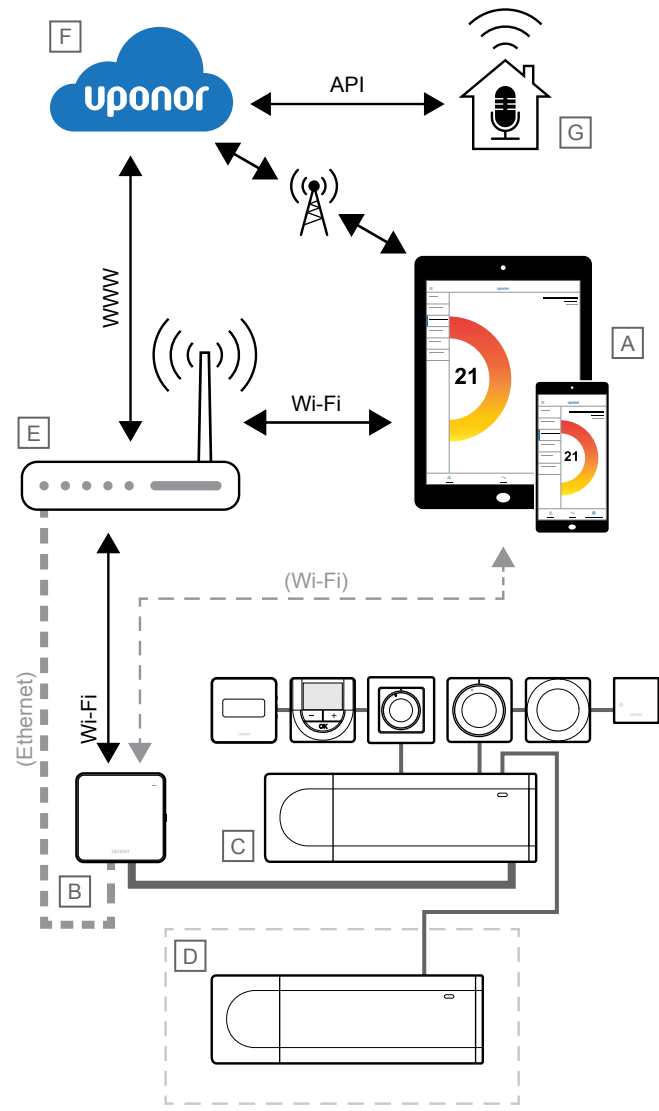 F
uponor
API
G
WWW
uponor
A
21
E
Wi-Fi
uponor
21
(Wi-Fi)
(Ethernet)
Wi-Fi
- +
OK
uponor
C
B
D